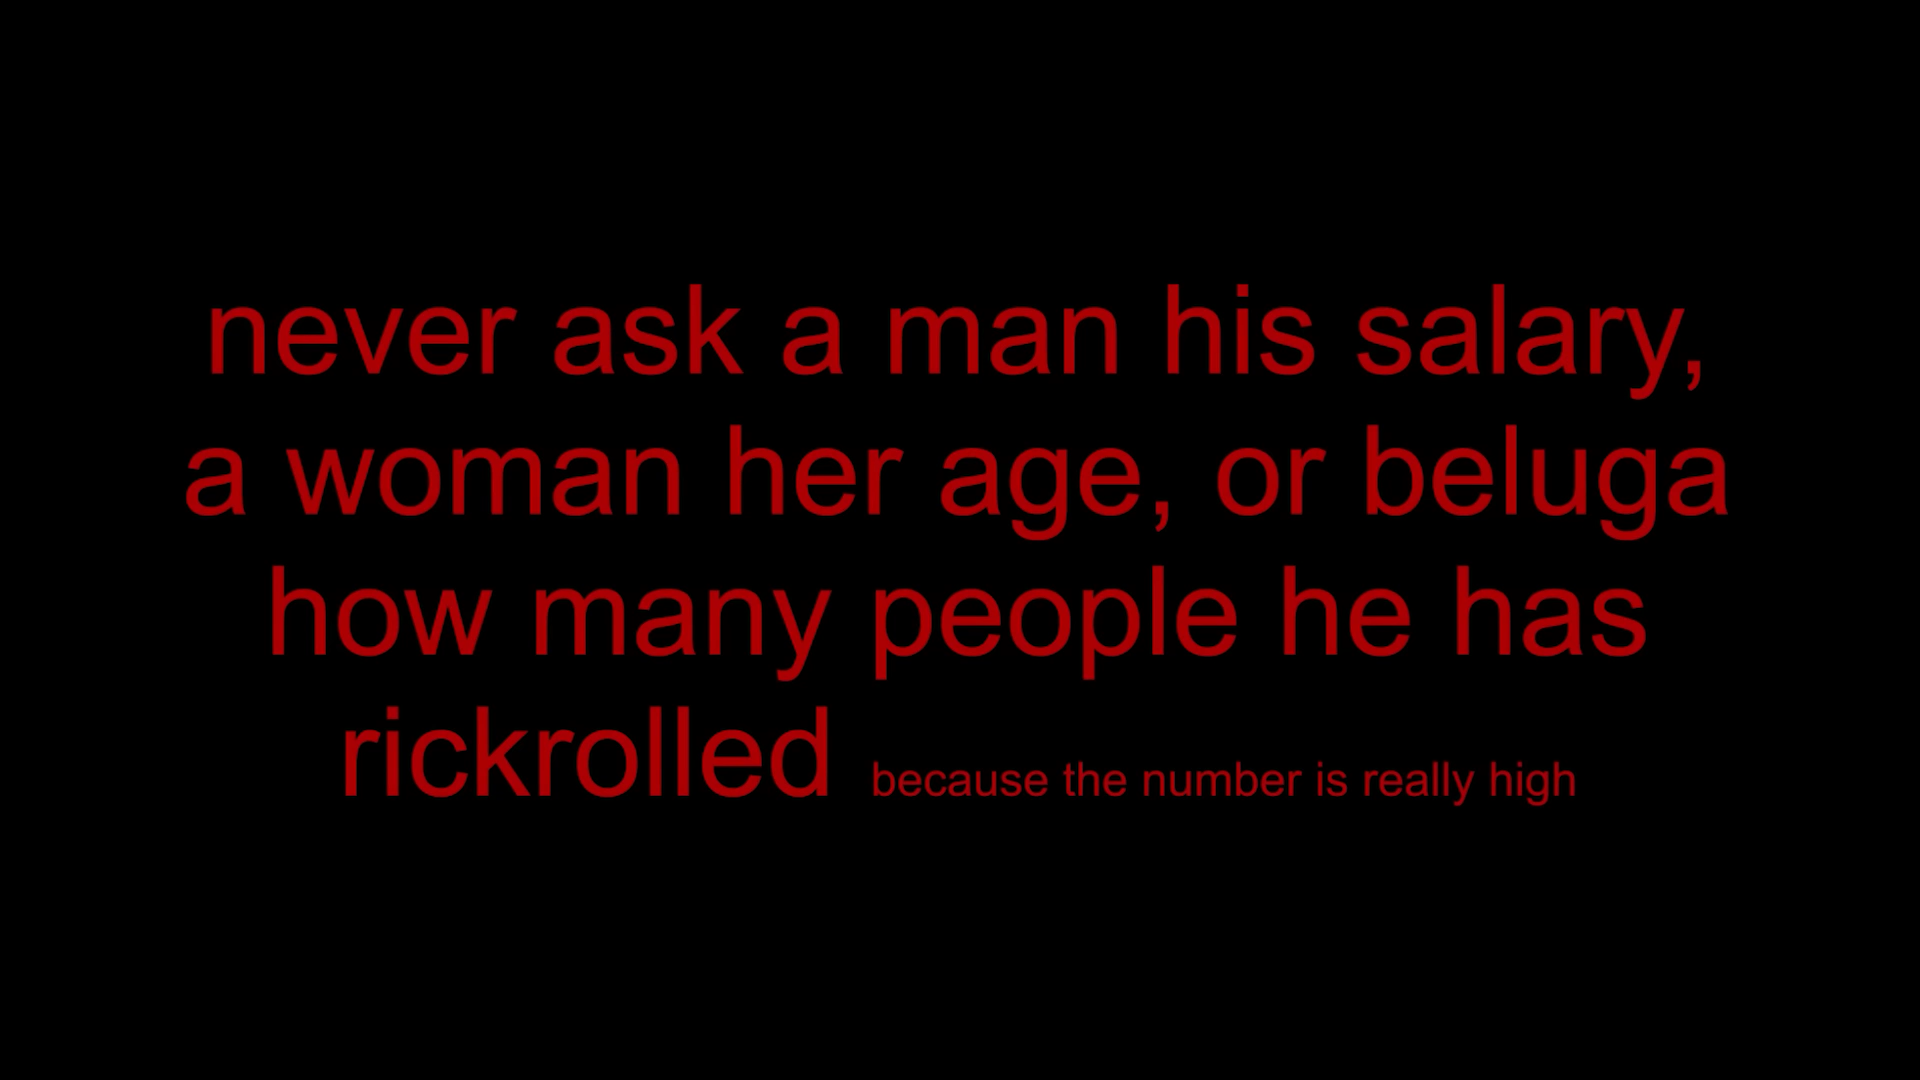 never ask a man his salary,
a woman her age, or beluga
how many people he has
rickrolled because the number is really high